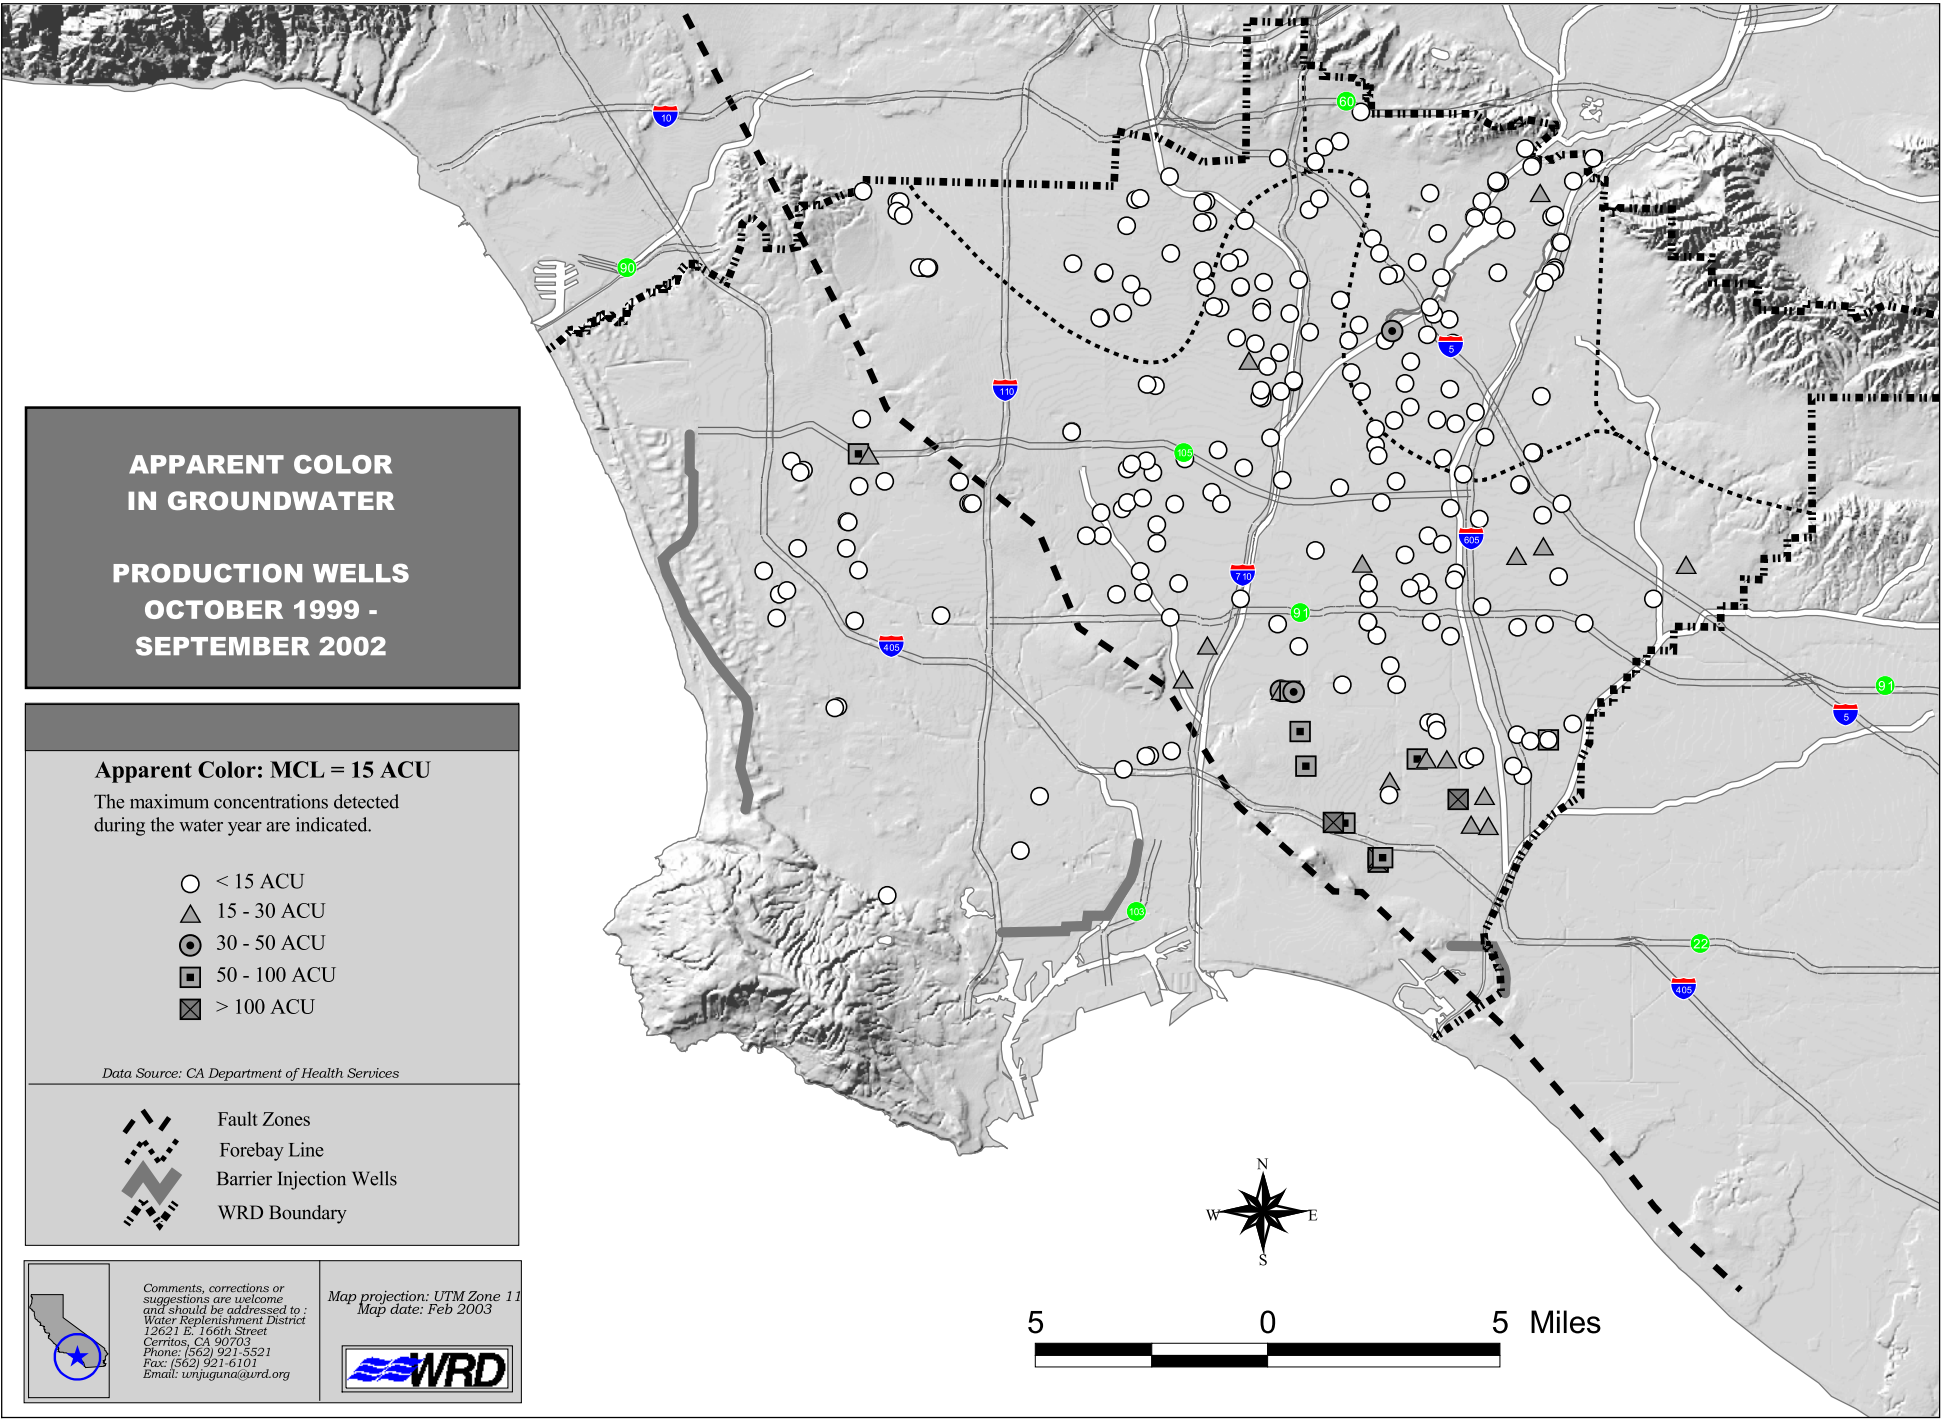 APPARENT COLOR
IN GROUNDWATER
PRODUCTION WELLS
OCTOBER 1999 -
SEPTEMBER 2002
Apparent Color: MCL = 15 ACU
The maximum concentrations detected
during the water year are indicated.
< 15 ACU
15 - 30 ACU
30 - 50 ACU
50 - 100 ACU
> 100 ACU
Data Source: CA Department of Health Services
Fault Zones
Forebay Line
Barrier Injection Wells
WRD Boundary
Comments, corrections or
suggestions are welcome
and should be addressed to :
Water Replenishment District
12621 E. 166th Street
Cerritos, CA 90703
Phone: (562) 921-5521
Fax: (562) 921-6101
Email: wnjuguna@wrd.org
Map projection: UTM Zone 11
Map date: Feb 2003
WRD
10
60
90
5
110
105
605
710
91
405
91
5
103
22
405
N
W E
S
5 0 5 Miles